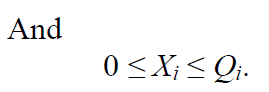 And
0 ≤ Xᵢ ≤ Qᵢ.